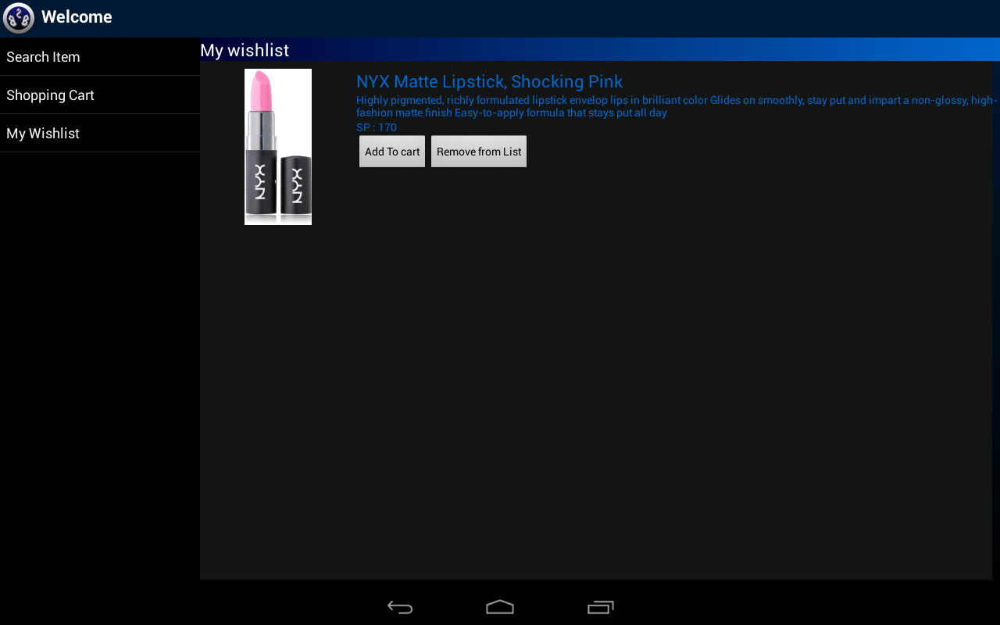 Welcome
Search Item
Shopping Cart
My Wishlist
My wishlist
NYX
NYX
NYX Matte Lipstick, Shocking Pink
Highly pigmented, richly formulated lipstick envelop lips in brilliant color Glides on smoothly, stay put and impart a non-glossy, high-
fashion matte finish Easy-to-apply formula that stays put all day
SP : 170
Add To cart
Remove from List